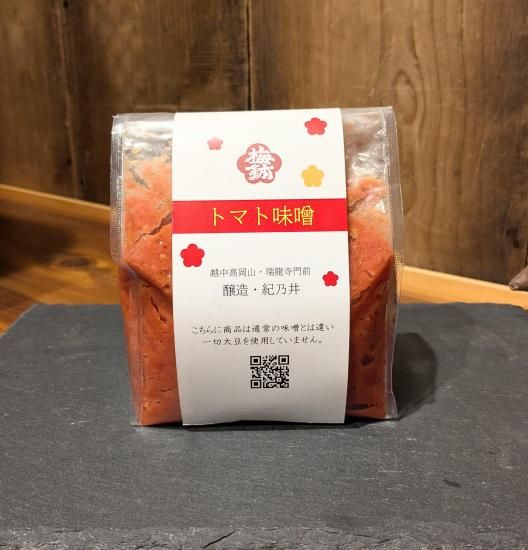 梅鉢
トマト味噌
越中高岡山・瑞龍寺門前
醸造・紀乃井
こちらに商品は通常の味噌とは違い
一切大豆を使用していません。